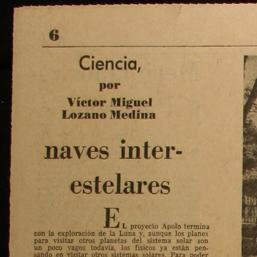 6
Ciencia,
por
Víctor Miguel
Lozano Medina
naves inter-
estelares
EL proyecto Apolo termina
con la exploración de la Luna y, aunque los planes
para visitar otros planetas del sistema solar son
un poco vagos todavía, los físicos ya están pen-
sando en visitar otros sistemas solares. Para poder